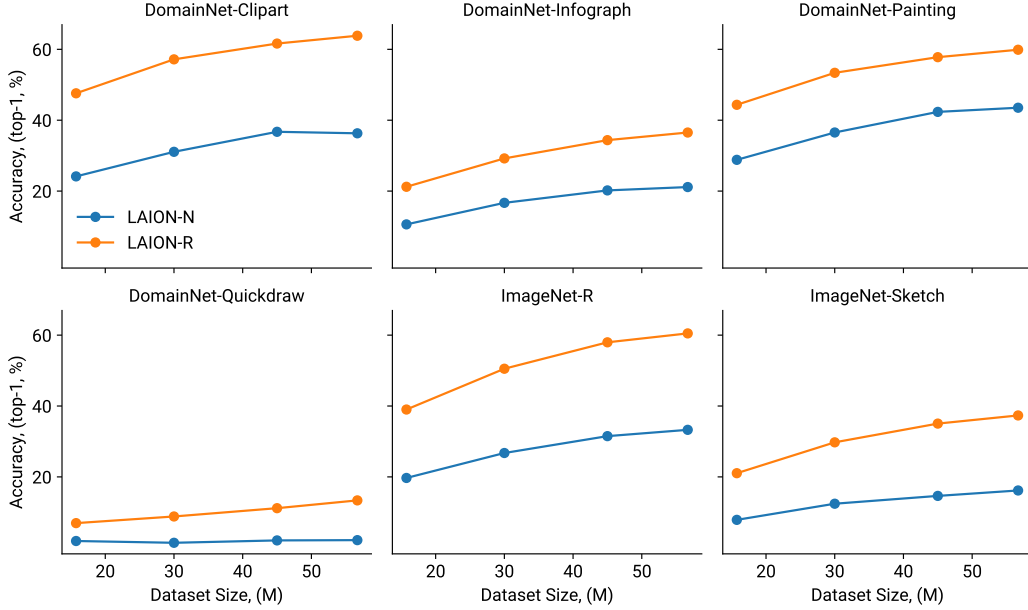 DomainNet-Clipart
DomainNet-Infograph
DomainNet-Painting
Accuracy, (top-1, %)
60
40
20
LAION-N
LAION-R
DomainNet-Quickdraw
ImageNet-R
ImageNet-Sketch
Accuracy, (top-1, %)
60
40
20
20 30 40 50
20 30 40 50
20 30 40 50
Dataset Size, (M)
Dataset Size, (M)
Dataset Size, (M)